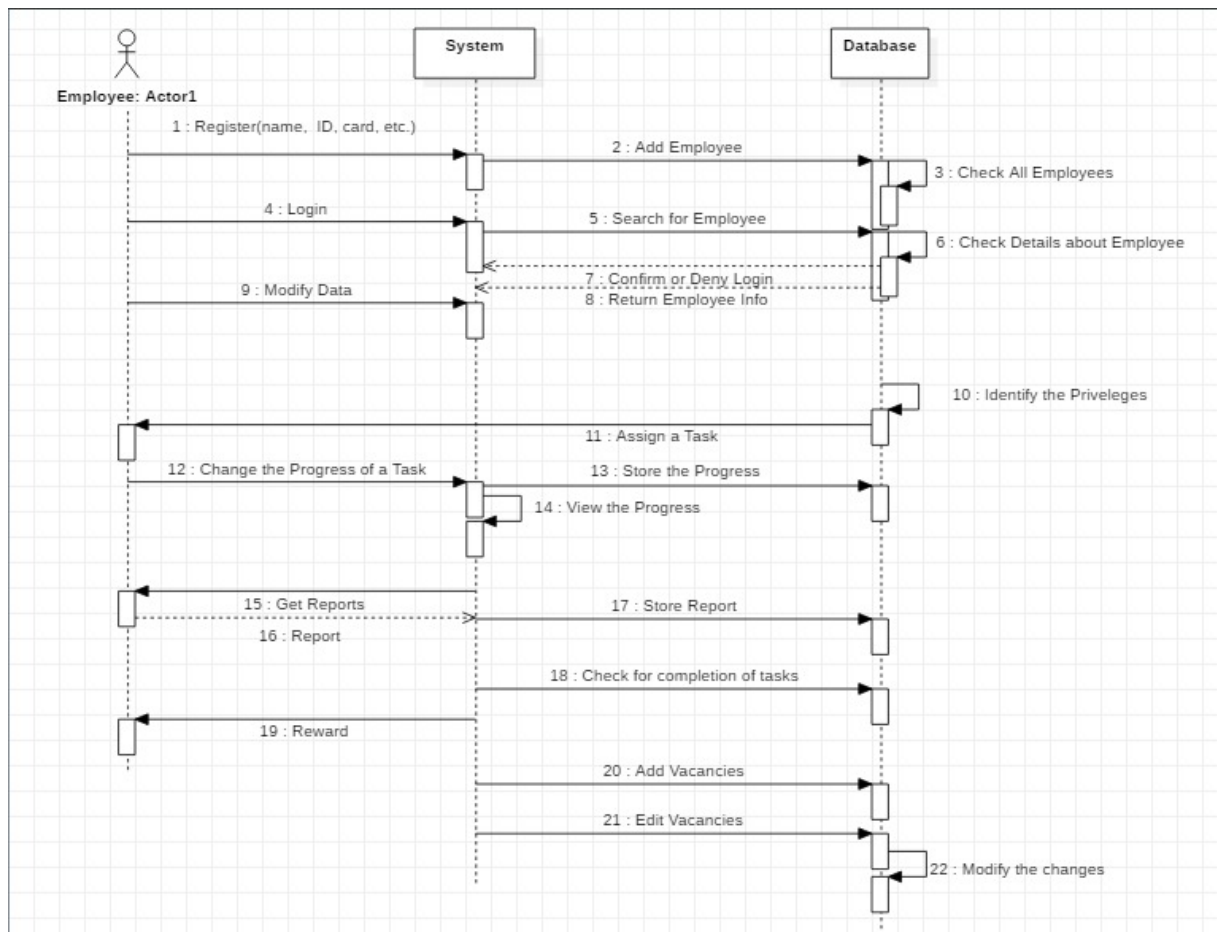 System
Database
Employee: Actor1
1 : Register(name, ID, card, etc.)
2 : Add Employee
3 : Check All Employees
4 : Login
5 : Search for Employee
6 : Check Details about Employee
7 : Confirm or Deny Login
9 : Modify Data
8 : Return Employee Info
10 : Identify the Priveleges
11 : Assign a Task
12 : Change the Progress of a Task
13 : Store the Progress
14 : View the Progress
15 : Get Reports
17 : Store Report
16 : Report
18 : Check for completion of tasks
19 : Reward
20 : Add Vacancies
21 : Edit Vacancies
22 : Modify the changes